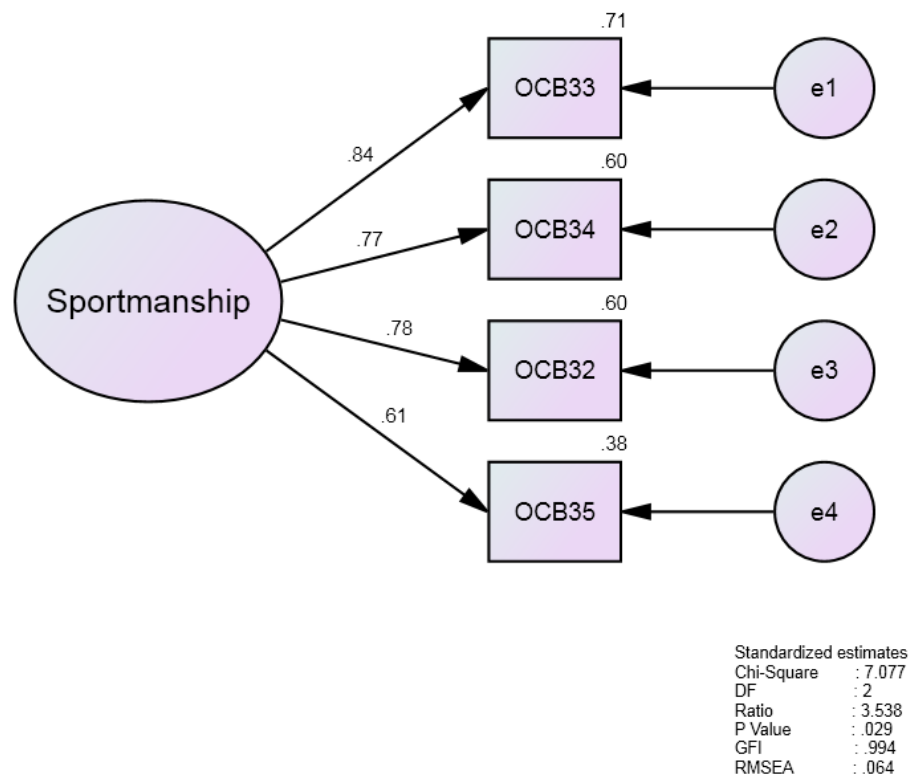 .71
OCB33
e1
.84
.60
OCB34
e2
.77
Sportmanship
.60
.78
OCB32
e3
.61
.38
OCB35
e4
Standardized estimates
Chi-Square : 7.077
DF : 2
Ratio : 3.538
P Value : .029
GFI : .994
RMSEA : .064